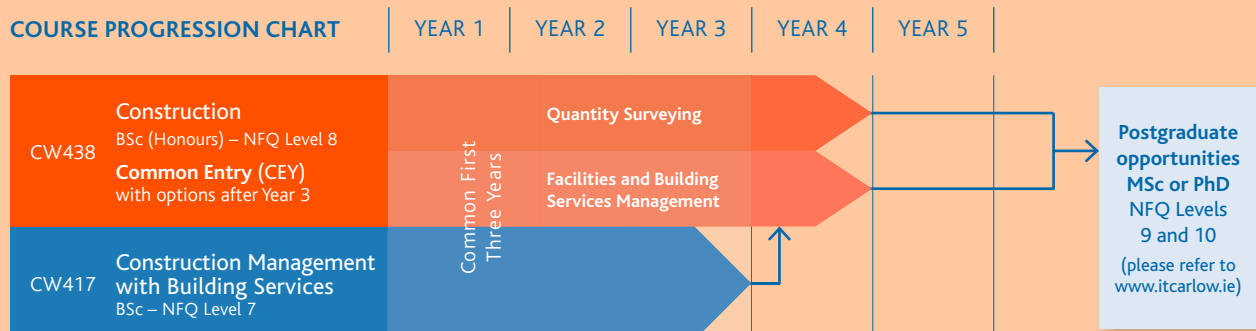 COURSE PROGRESSION CHART
YEAR 1
YEAR 2
YEAR 3
YEAR 4
YEAR 5
CW438
Construction
BSc (Honours) – NFQ Level 8
Common Entry (CEY)
with options after Year 3
Common First
Three Years
Quantity Surveying
Facilities and Building
Services Management
CW417
Construction Management
with Building Services
BSc – NFQ Level 7
Postgraduate
opportunities
MSc or PhD
NFQ Levels
9 and 10
(please refer to
www.itcarlow.ie)